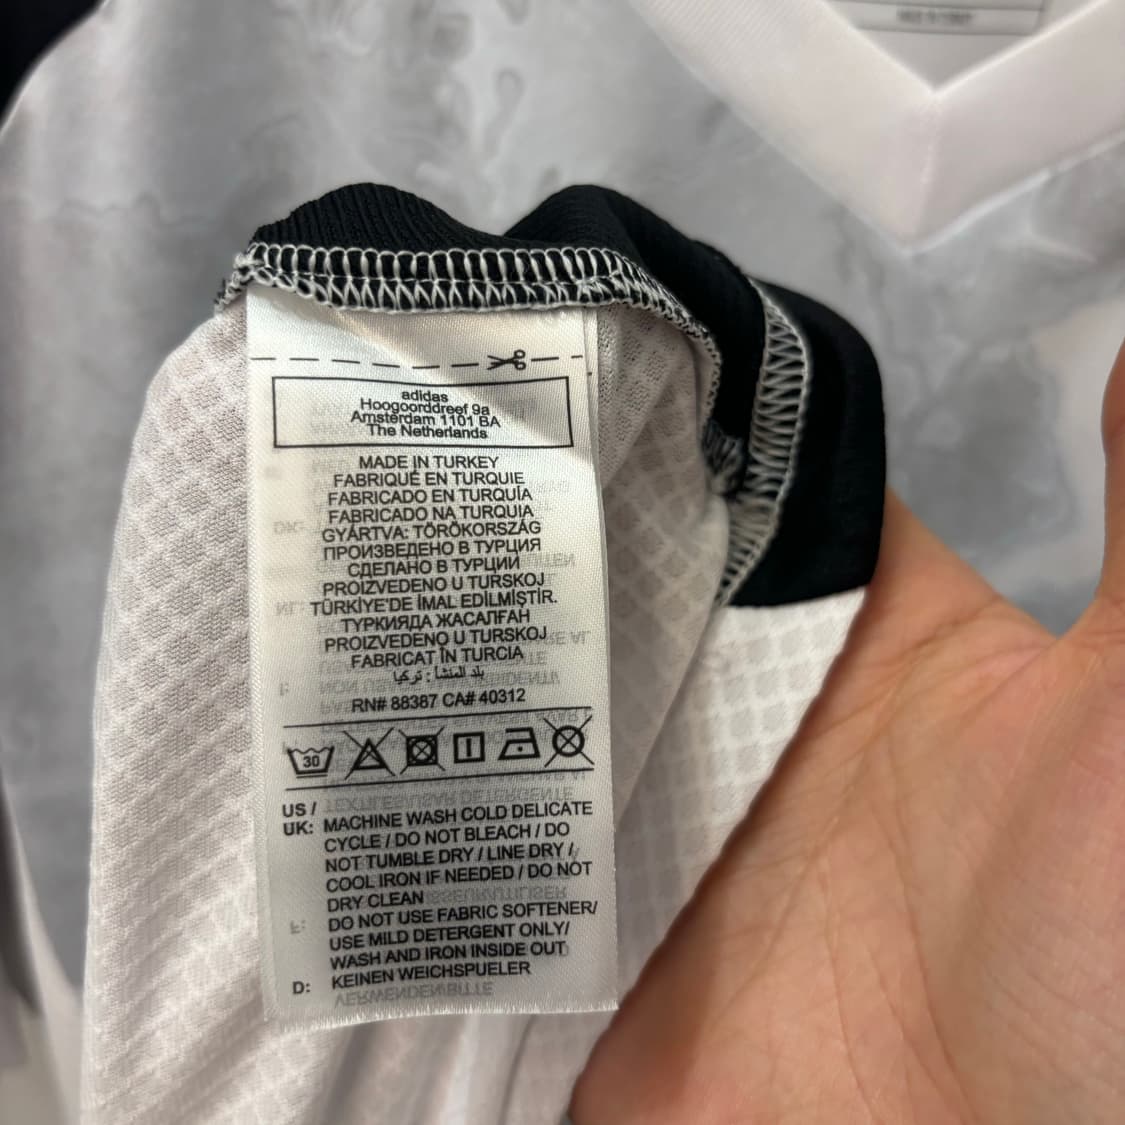 adidas
Hoogoorddreef 9a
Amsterdam 1101 BA
The Netherlands
MADE IN TURKEY
FABRIQUÉ EN TURQUIE
FABRICADO EN TURQUÍA
FABRICADO NA TURQUIA
GYÁRTVA: TÖRÖKORSZÁG
ПРОИЗВЕДЕНО В ТУРЦИЯ
СДЕЛАНО В ТУРЦИИ
PROIZVEDENO U TURSKOJ
TÜRKİYE'DE İMAL EDİLMİŞTİR.
ТУРКИЯДА ЖАСАЛҒАН
PROIZVEDENO U TURSKOJ
FABRICAT ÎN TURCIA
بلد المنشأ : تركيا
RN# 88387 CA# 40312
30
US /
UK: MACHINE WASH COLD DELICATE
CYCLE / DO NOT BLEACH / DO
NOT TUMBLE DRY / LINE DRY /
COOL IRON IF NEEDED / DO NOT
DRY CLEAN
DO NOT USE FABRIC SOFTENER/
USE MILD DETERGENT ONLY/
WASH AND IRON INSIDE OUT
D: KEINEN WEICHSPUELER